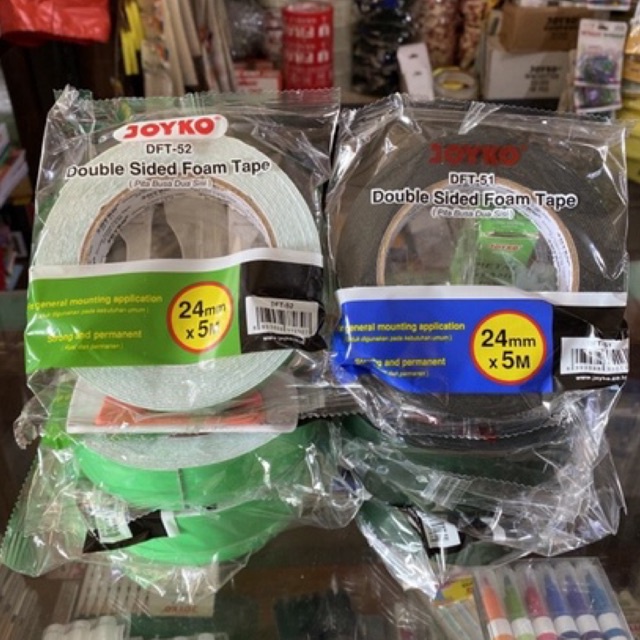 JOYKO
DFT-52
Double Sided Foam Tape
( Pita Busa Dua Sisi )
general mounting application
Strong and permanent
24mm
x 5M
DFT-52
JOYKO
DFT-51
Double Sided Foam Tape
( Pita Busa Dua Sisi )
general mounting application
Strong and permanent
24mm
x 5M
JOYKO